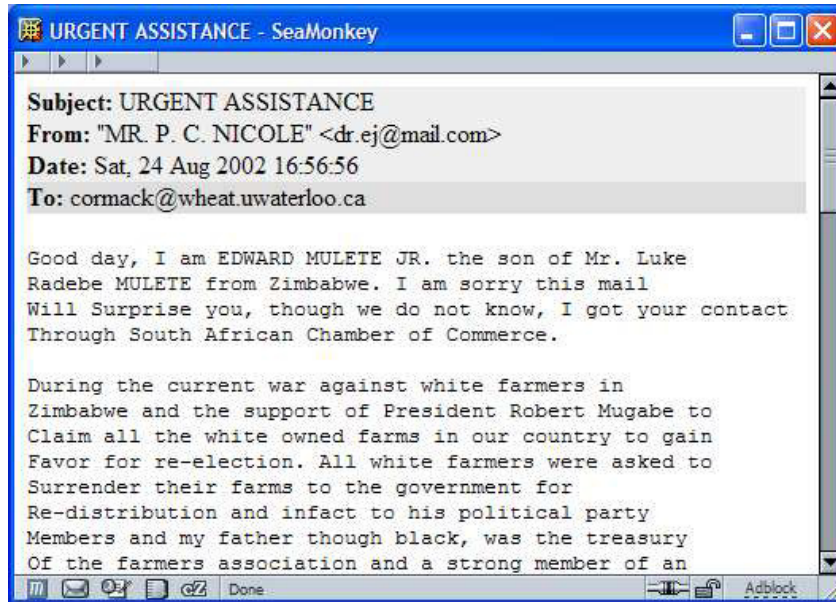 URGENT ASSISTANCE - SeaMonkey
Subject: URGENT ASSISTANCE
From: "MR. P. C. NICOLE" <dr.ej@mail.com>
Date: Sat, 24 Aug 2002 16:56:56
To: cormack@wheat.uwaterloo.ca
Good day, I am EDWARD MULETE JR. the son of Mr. Luke
Radebe MULETE from Zimbabwe. I am sorry this mail
Will Surprise you, though we do not know, I got your contact
Through South African Chamber of Commerce.
During the current war against white farmers in
Zimbabwe and the support of President Robert Mugabe to
Claim all the white owned farms in our country to gain
Favor for re-election. All white farmers were asked to
Surrender their farms to the government for
Re-distribution and infact to his political party
Members and my father though black, was the treasury
Of the farmers association and a strong member of an
Done
Adblock